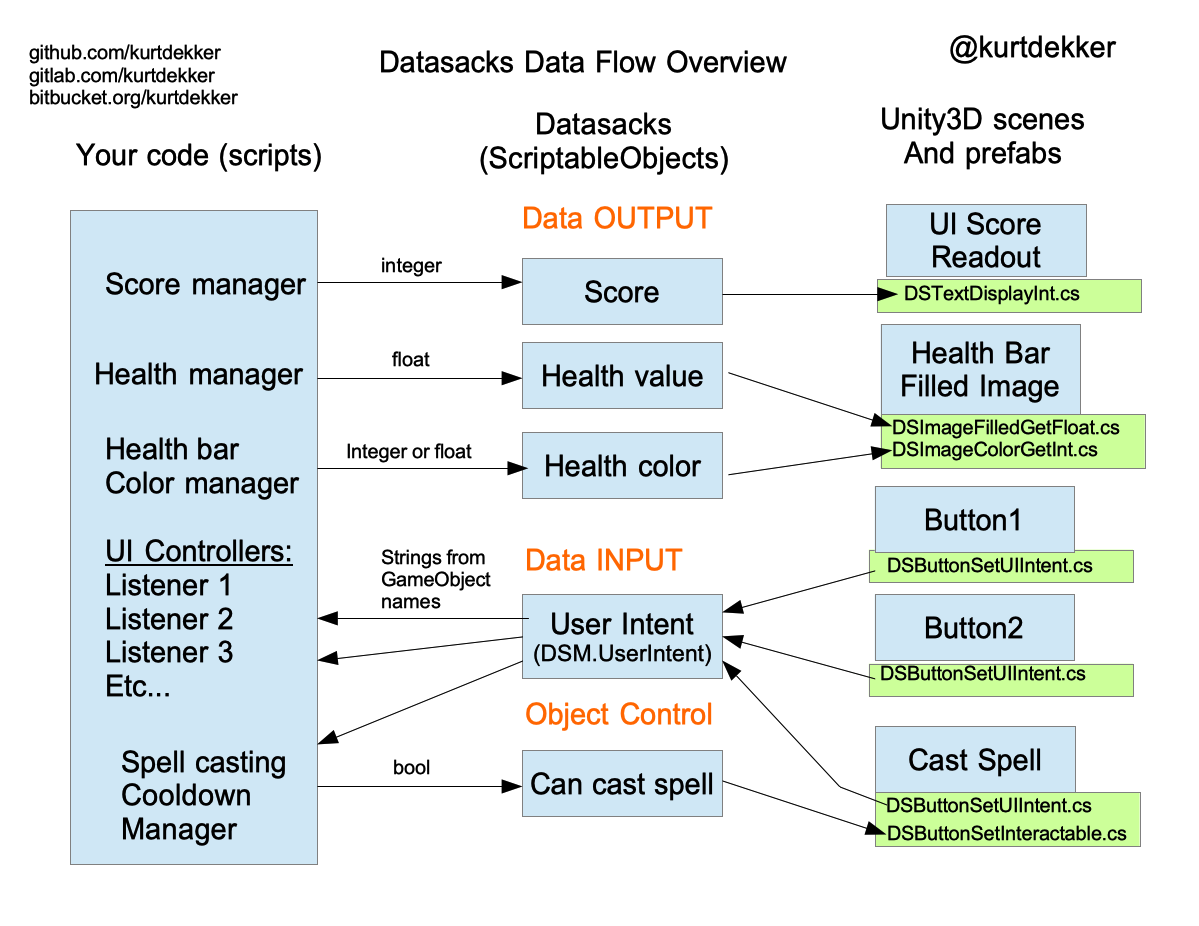 github.com/kurtdekker
gitlab.com/kurtdekker
bitbucket.org/kurtdekker
Datasacks Data Flow Overview
@kurtdekker
Your code (scripts)
Datasacks
(ScriptableObjects)
Unity3D scenes
And prefabs
Score manager
Health manager
Health bar
Color manager
UI Controllers:
Listener 1
Listener 2
Listener 3
Etc...
Spell casting
Cooldown
Manager
integer
float
Integer or float
Strings from
GameObject
names
bool
Data OUTPUT
Score
Health value
Health color
Data INPUT
User Intent
(DSM.UserIntent)
Object Control
Can cast spell
UI Score
Readout
DSTextDisplayInt.cs
Health Bar
Filled Image
DSImageFilledGetFloat.cs
DSImageColorGetInt.cs
Button1
DSButtonSetUIIntent.cs
Button2
DSButtonSetUIIntent.cs
Cast Spell
DSButtonSetUIIntent.cs
DSButtonSetInteractable.cs